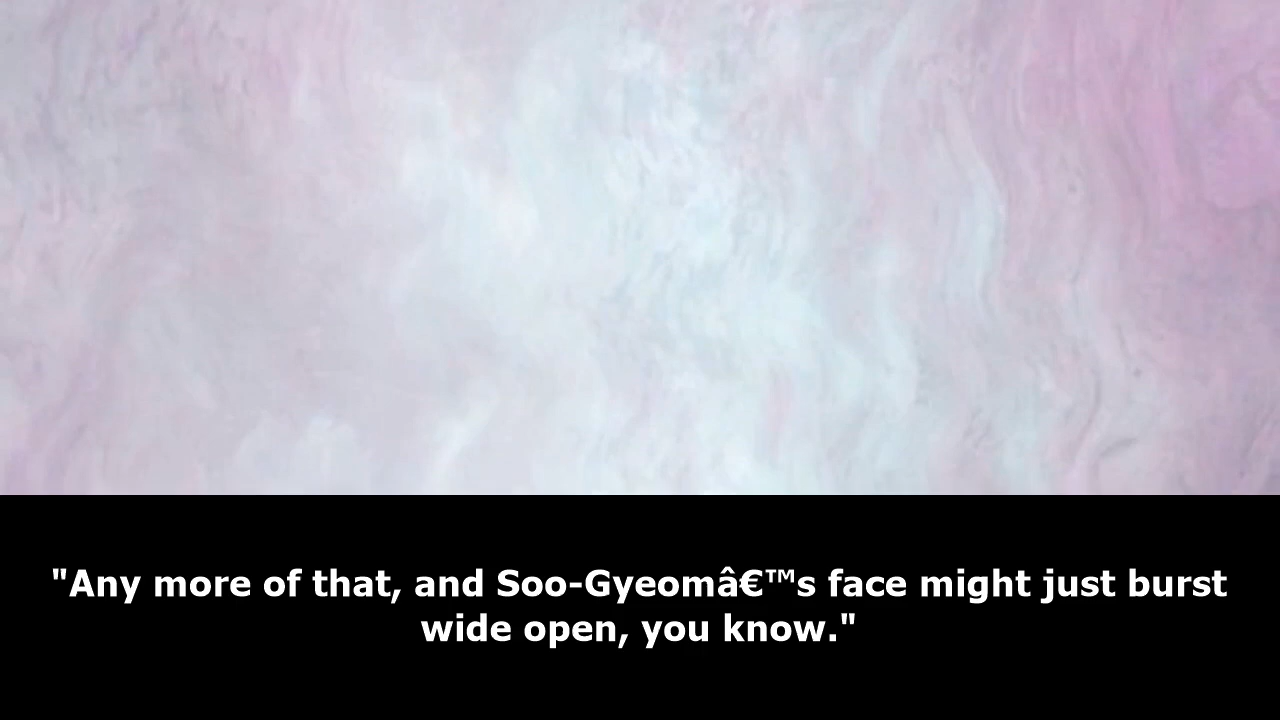 "Any more of that, and Soo-Gyeomâ€™s face might just burst
wide open, you know."